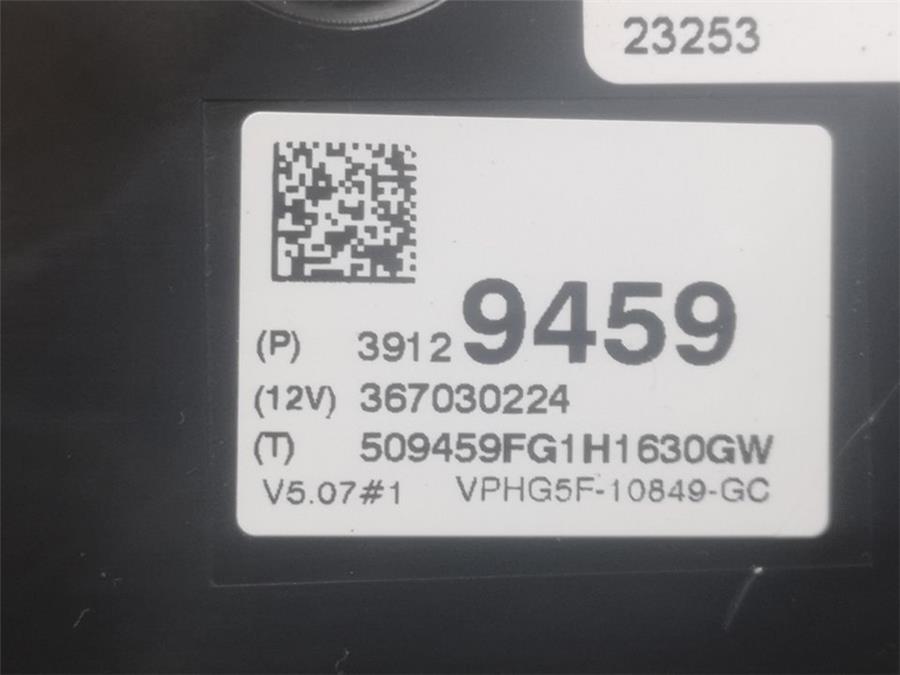 23253
(P) 3912 9459
(12V) 367030224
(T) 509459FG1H1630GW
V5.07#1 VPHG5F-10849-GC